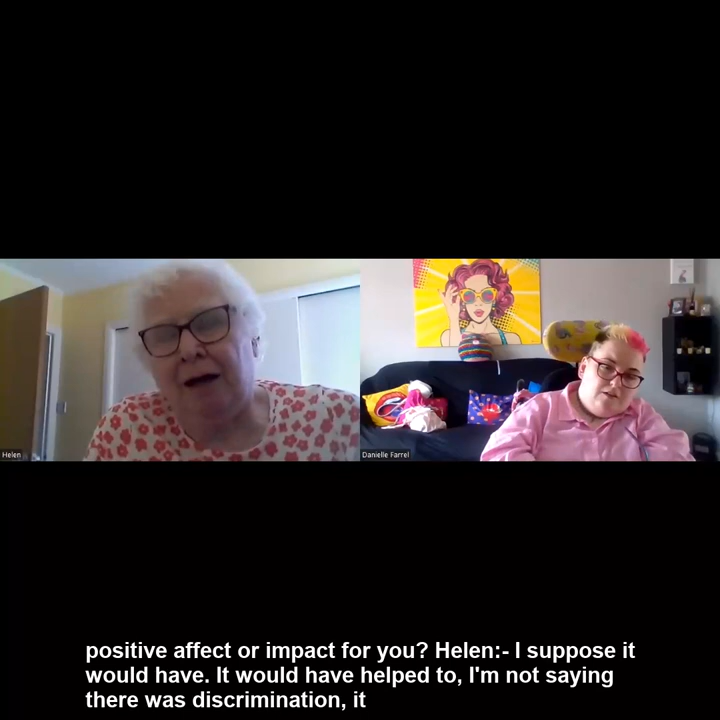 Helen
Danielle Farrel
positive affect or impact for you? Helen:- I suppose it
would have. It would have helped to, I'm not saying
there was discrimination, it